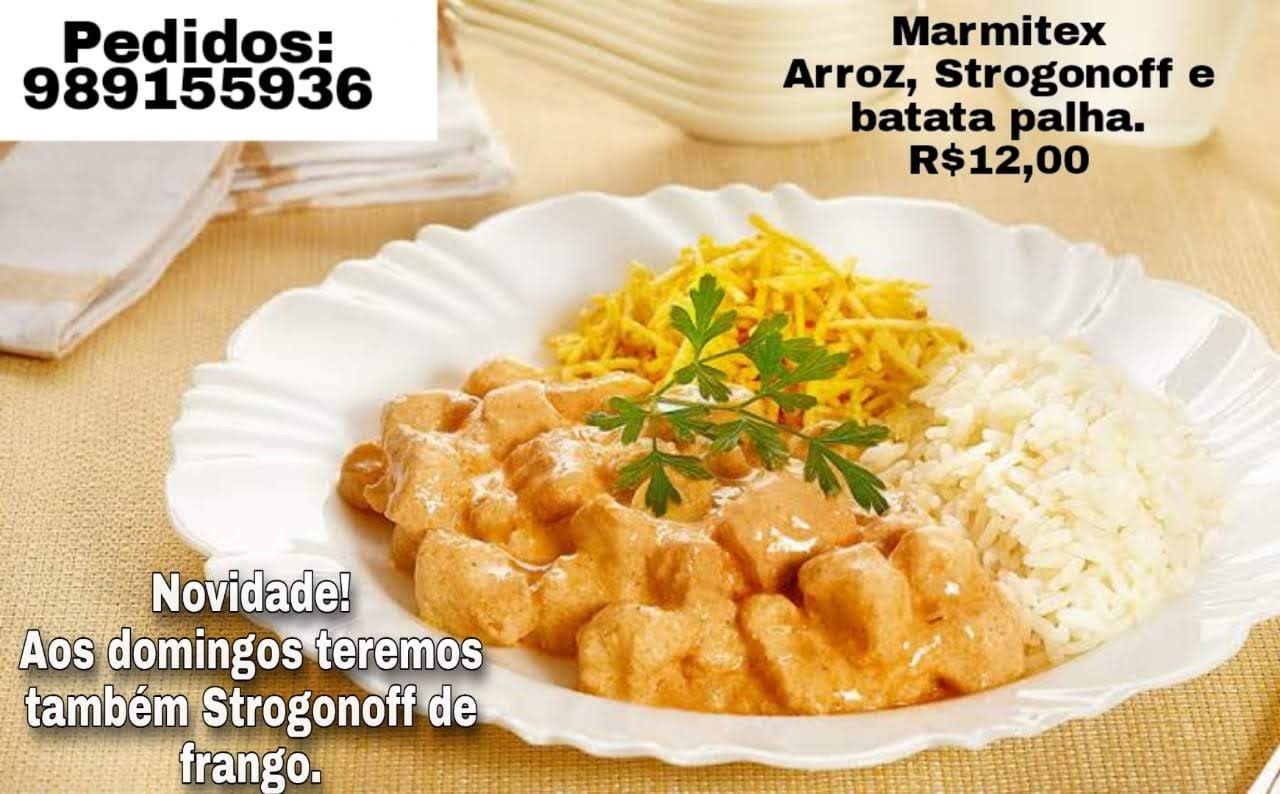 Pedidos:
989155936
Marmitex
Arroz, Strogonoff e
batata palha.
R$12,00
Novidade!
Aos domingos teremos
também Strogonoff de
frango.